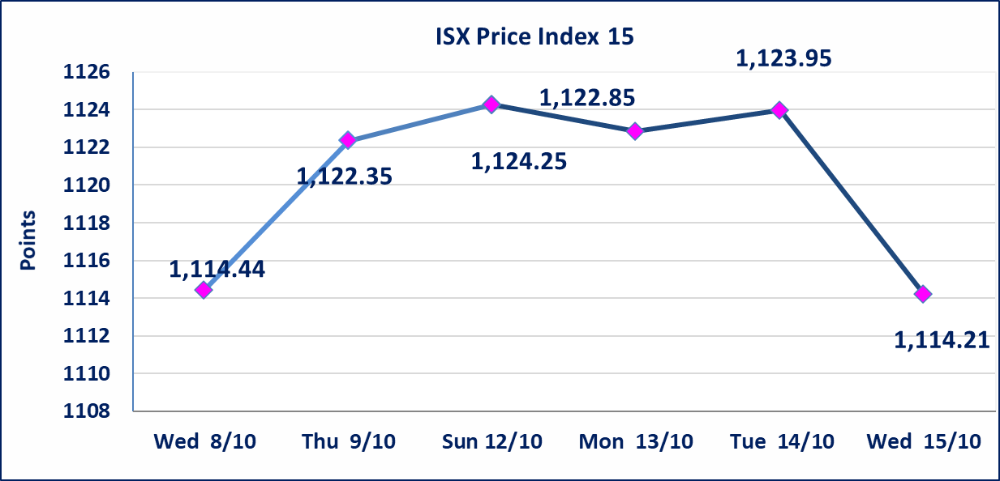 ISX Price Index 15
Points
1126
1124
1122
1120
1118
1116
1114
1112
1110
1108
1,114.44
1,122.35
1,124.25
1,122.85
1,123.95
1,114.21
Wed  8/10
Thu  9/10
Sun 12/10
Mon  13/10
Tue  14/10
Wed  15/10